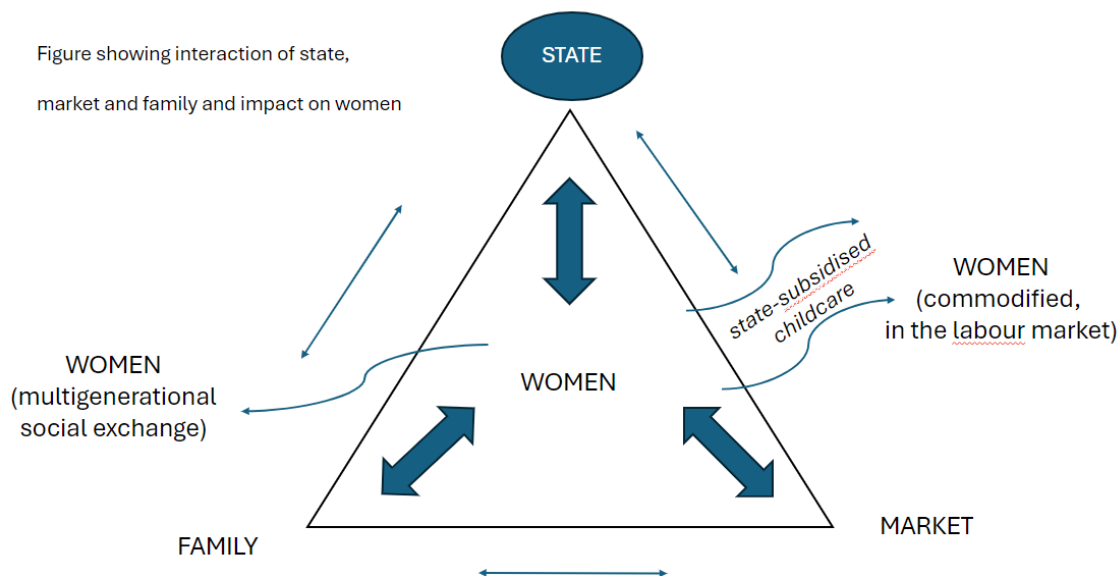 STATE
Figure showing interaction of state,
market and family and impact on women
state-subsidised
childcare
WOMEN
(commodified,
in the labour market)
WOMEN
(multigenerational
social exchange)
WOMEN
FAMILY
MARKET